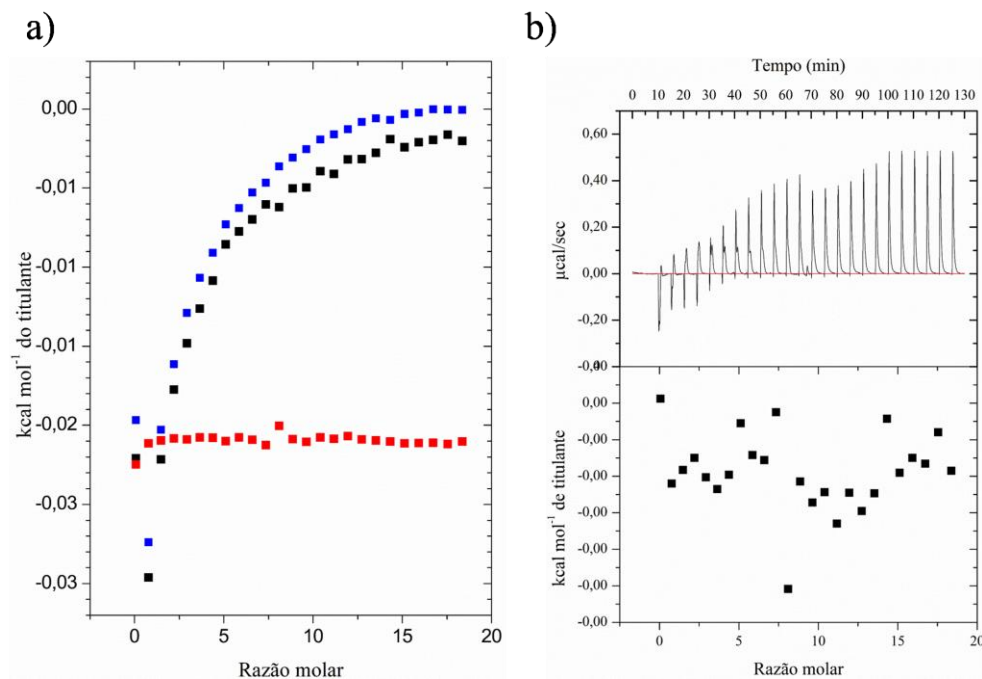 a)
0,00
-0,01
-0,01
-0,01
-0,02
-0,03
-0,03
kcal mol⁻¹ do titulante
0 5 10 15 20
Razão molar
b)
Tempo (min)
0 10 20 30 40 50 60 70 80 90 100 110 120 130
0,60
0,40
0,20
0,00
-0,20
µcal/sec
0,00
-0,00
-0,00
-0,00
-0,00
-0,00
-0,00
kcal mol⁻¹ de titulante
0 5 10 15 20
Razão molar